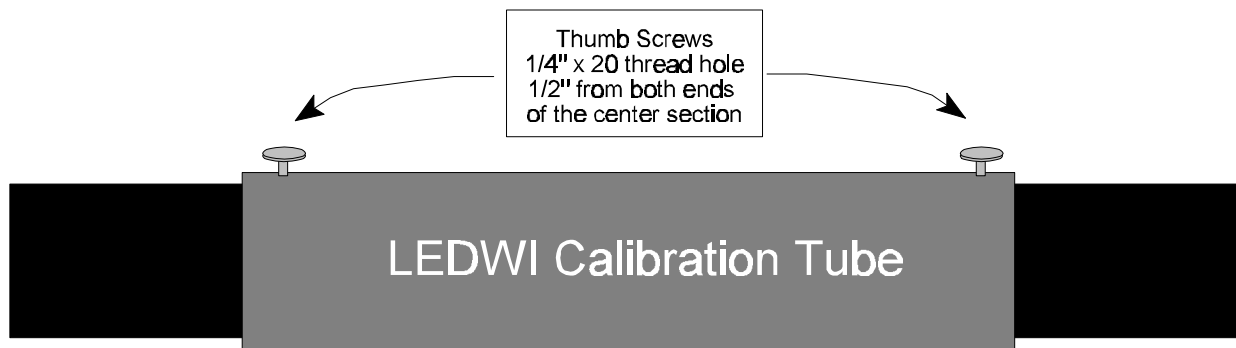 Thumb Screws
1/4" x 20 thread hole
1/2" from both ends
of the center section
LEDWI Calibration Tube